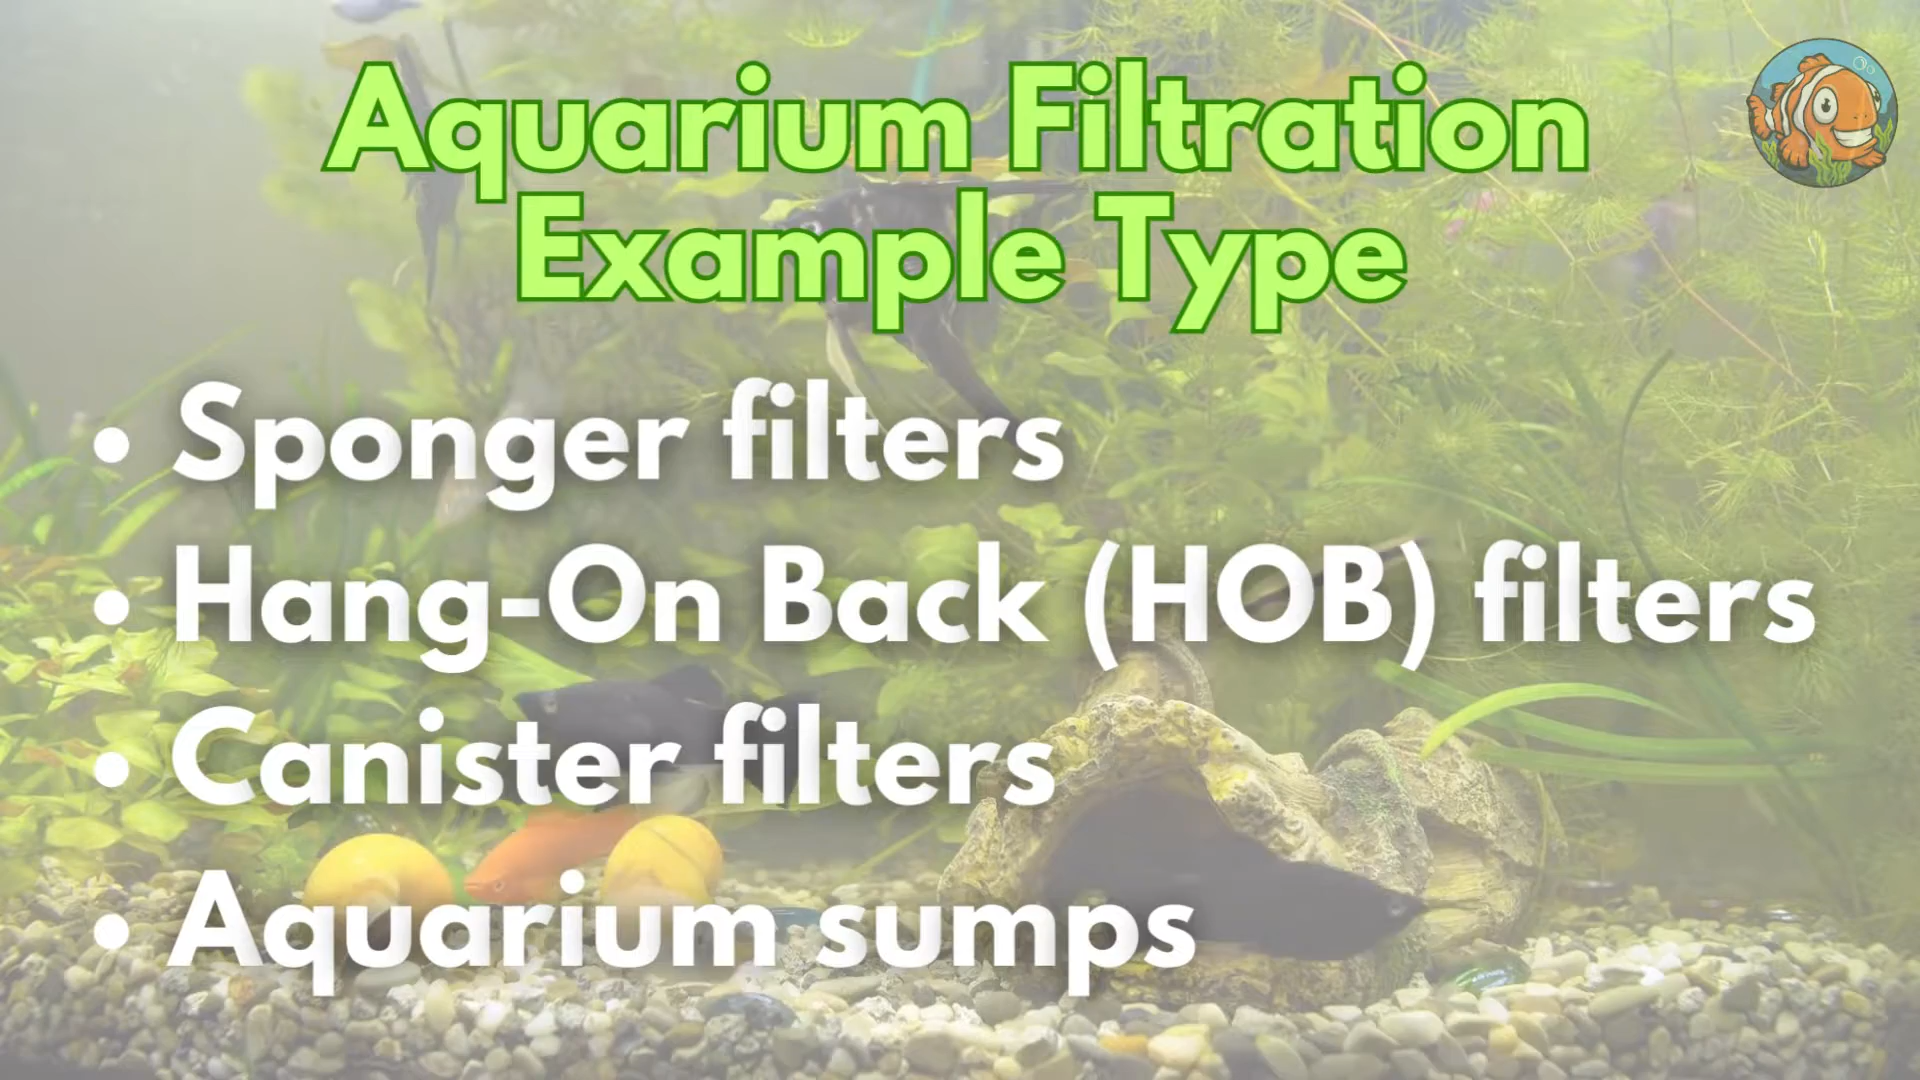 Aquarium Filtration
Example Type
• Sponger filters
• Hang-On Back (HOB) filters
• Canister filters
• Aquarium sumps